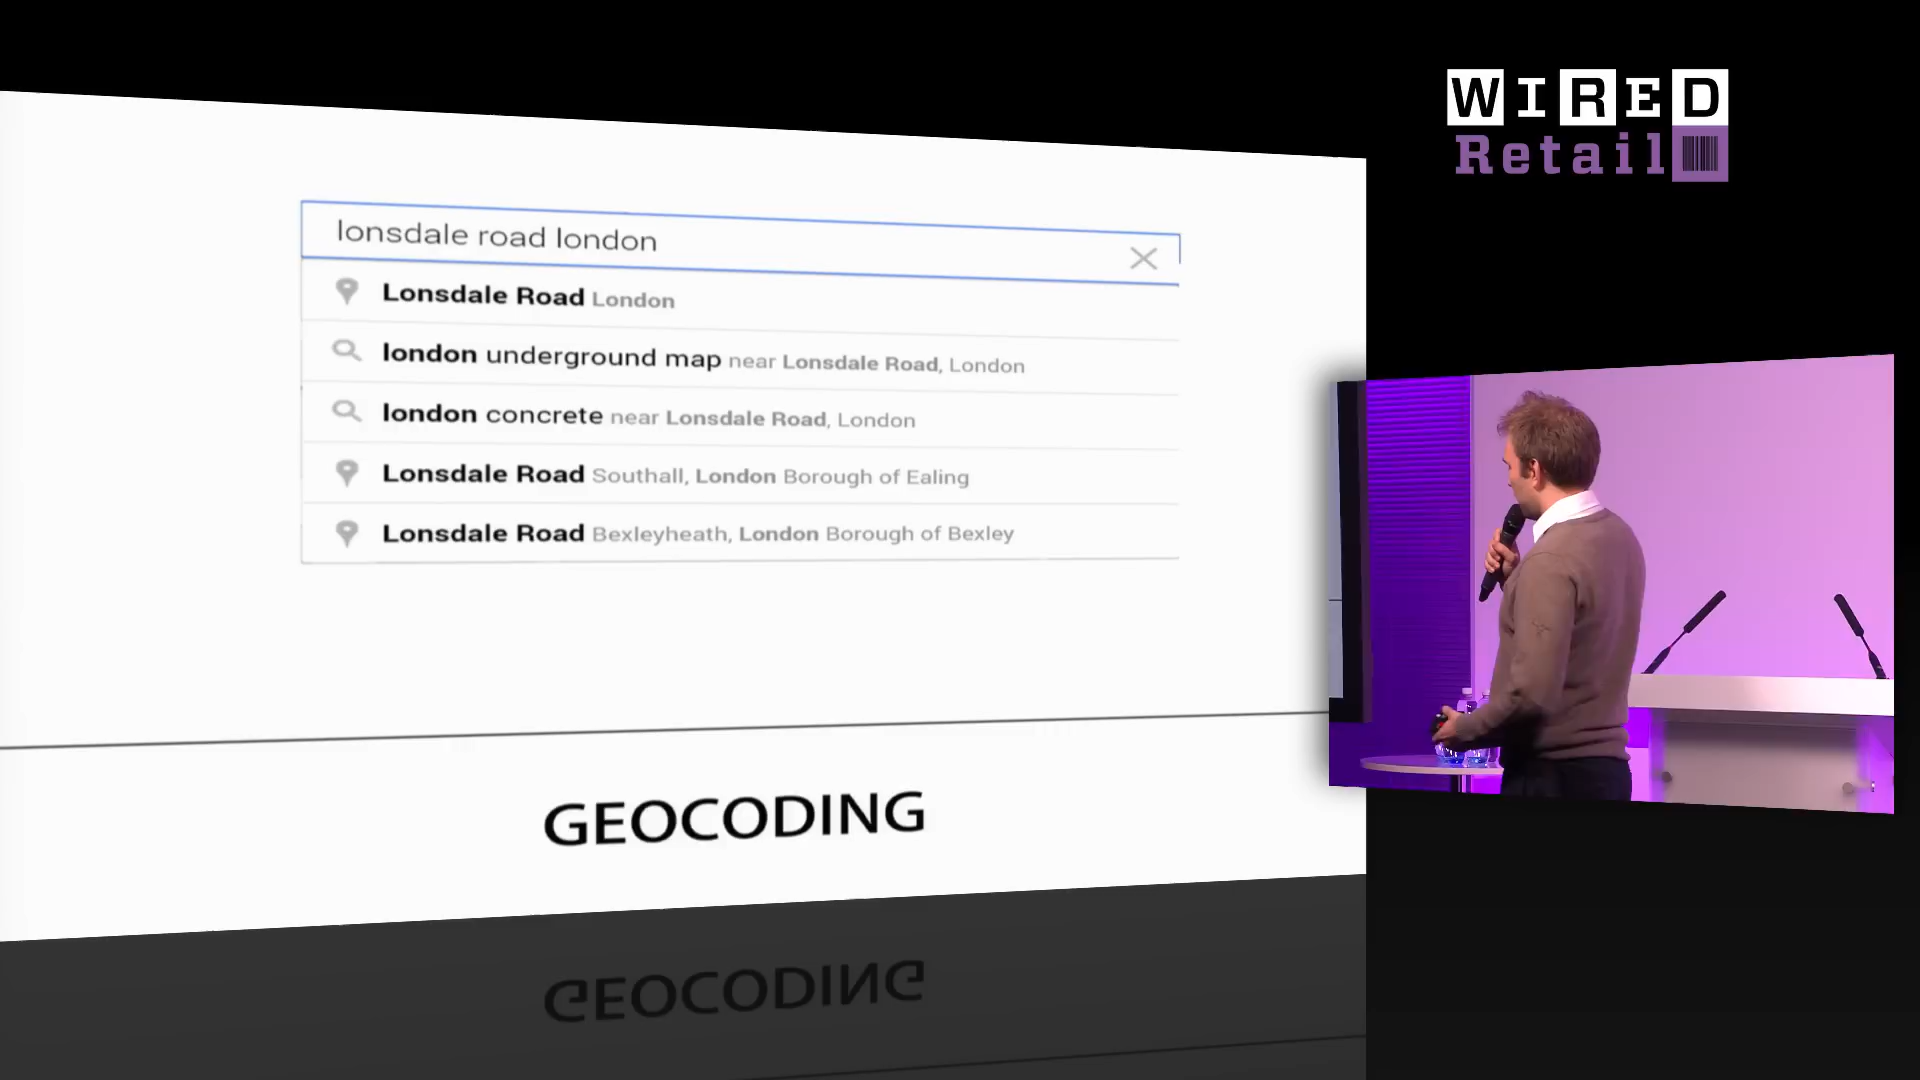 WIRED
Retail
lonsdale road london
Lonsdale Road London
london underground map near Lonsdale Road, London
london concrete near Lonsdale Road, London
Lonsdale Road Southall, London Borough of Ealing
Lonsdale Road Bexleyheath, London Borough of Bexley
GEOCODING